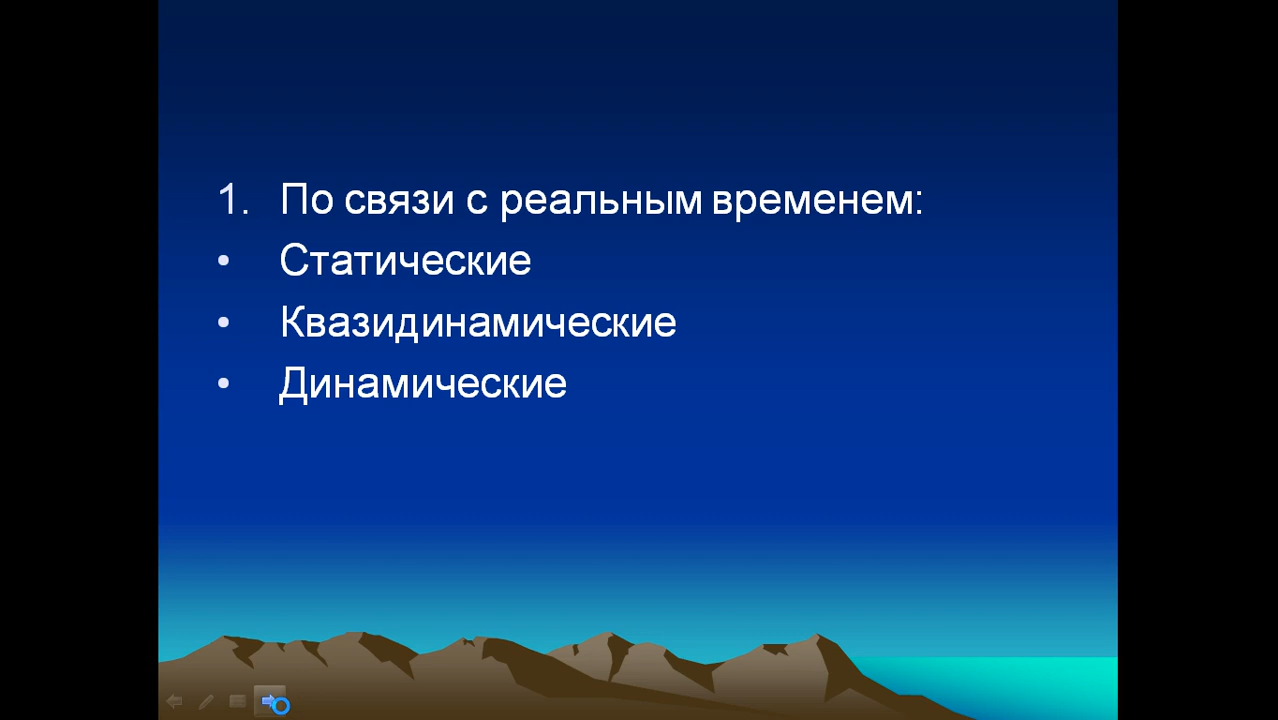 1. По связи с реальным временем:
• Статические
• Квазидинамические
• Динамические